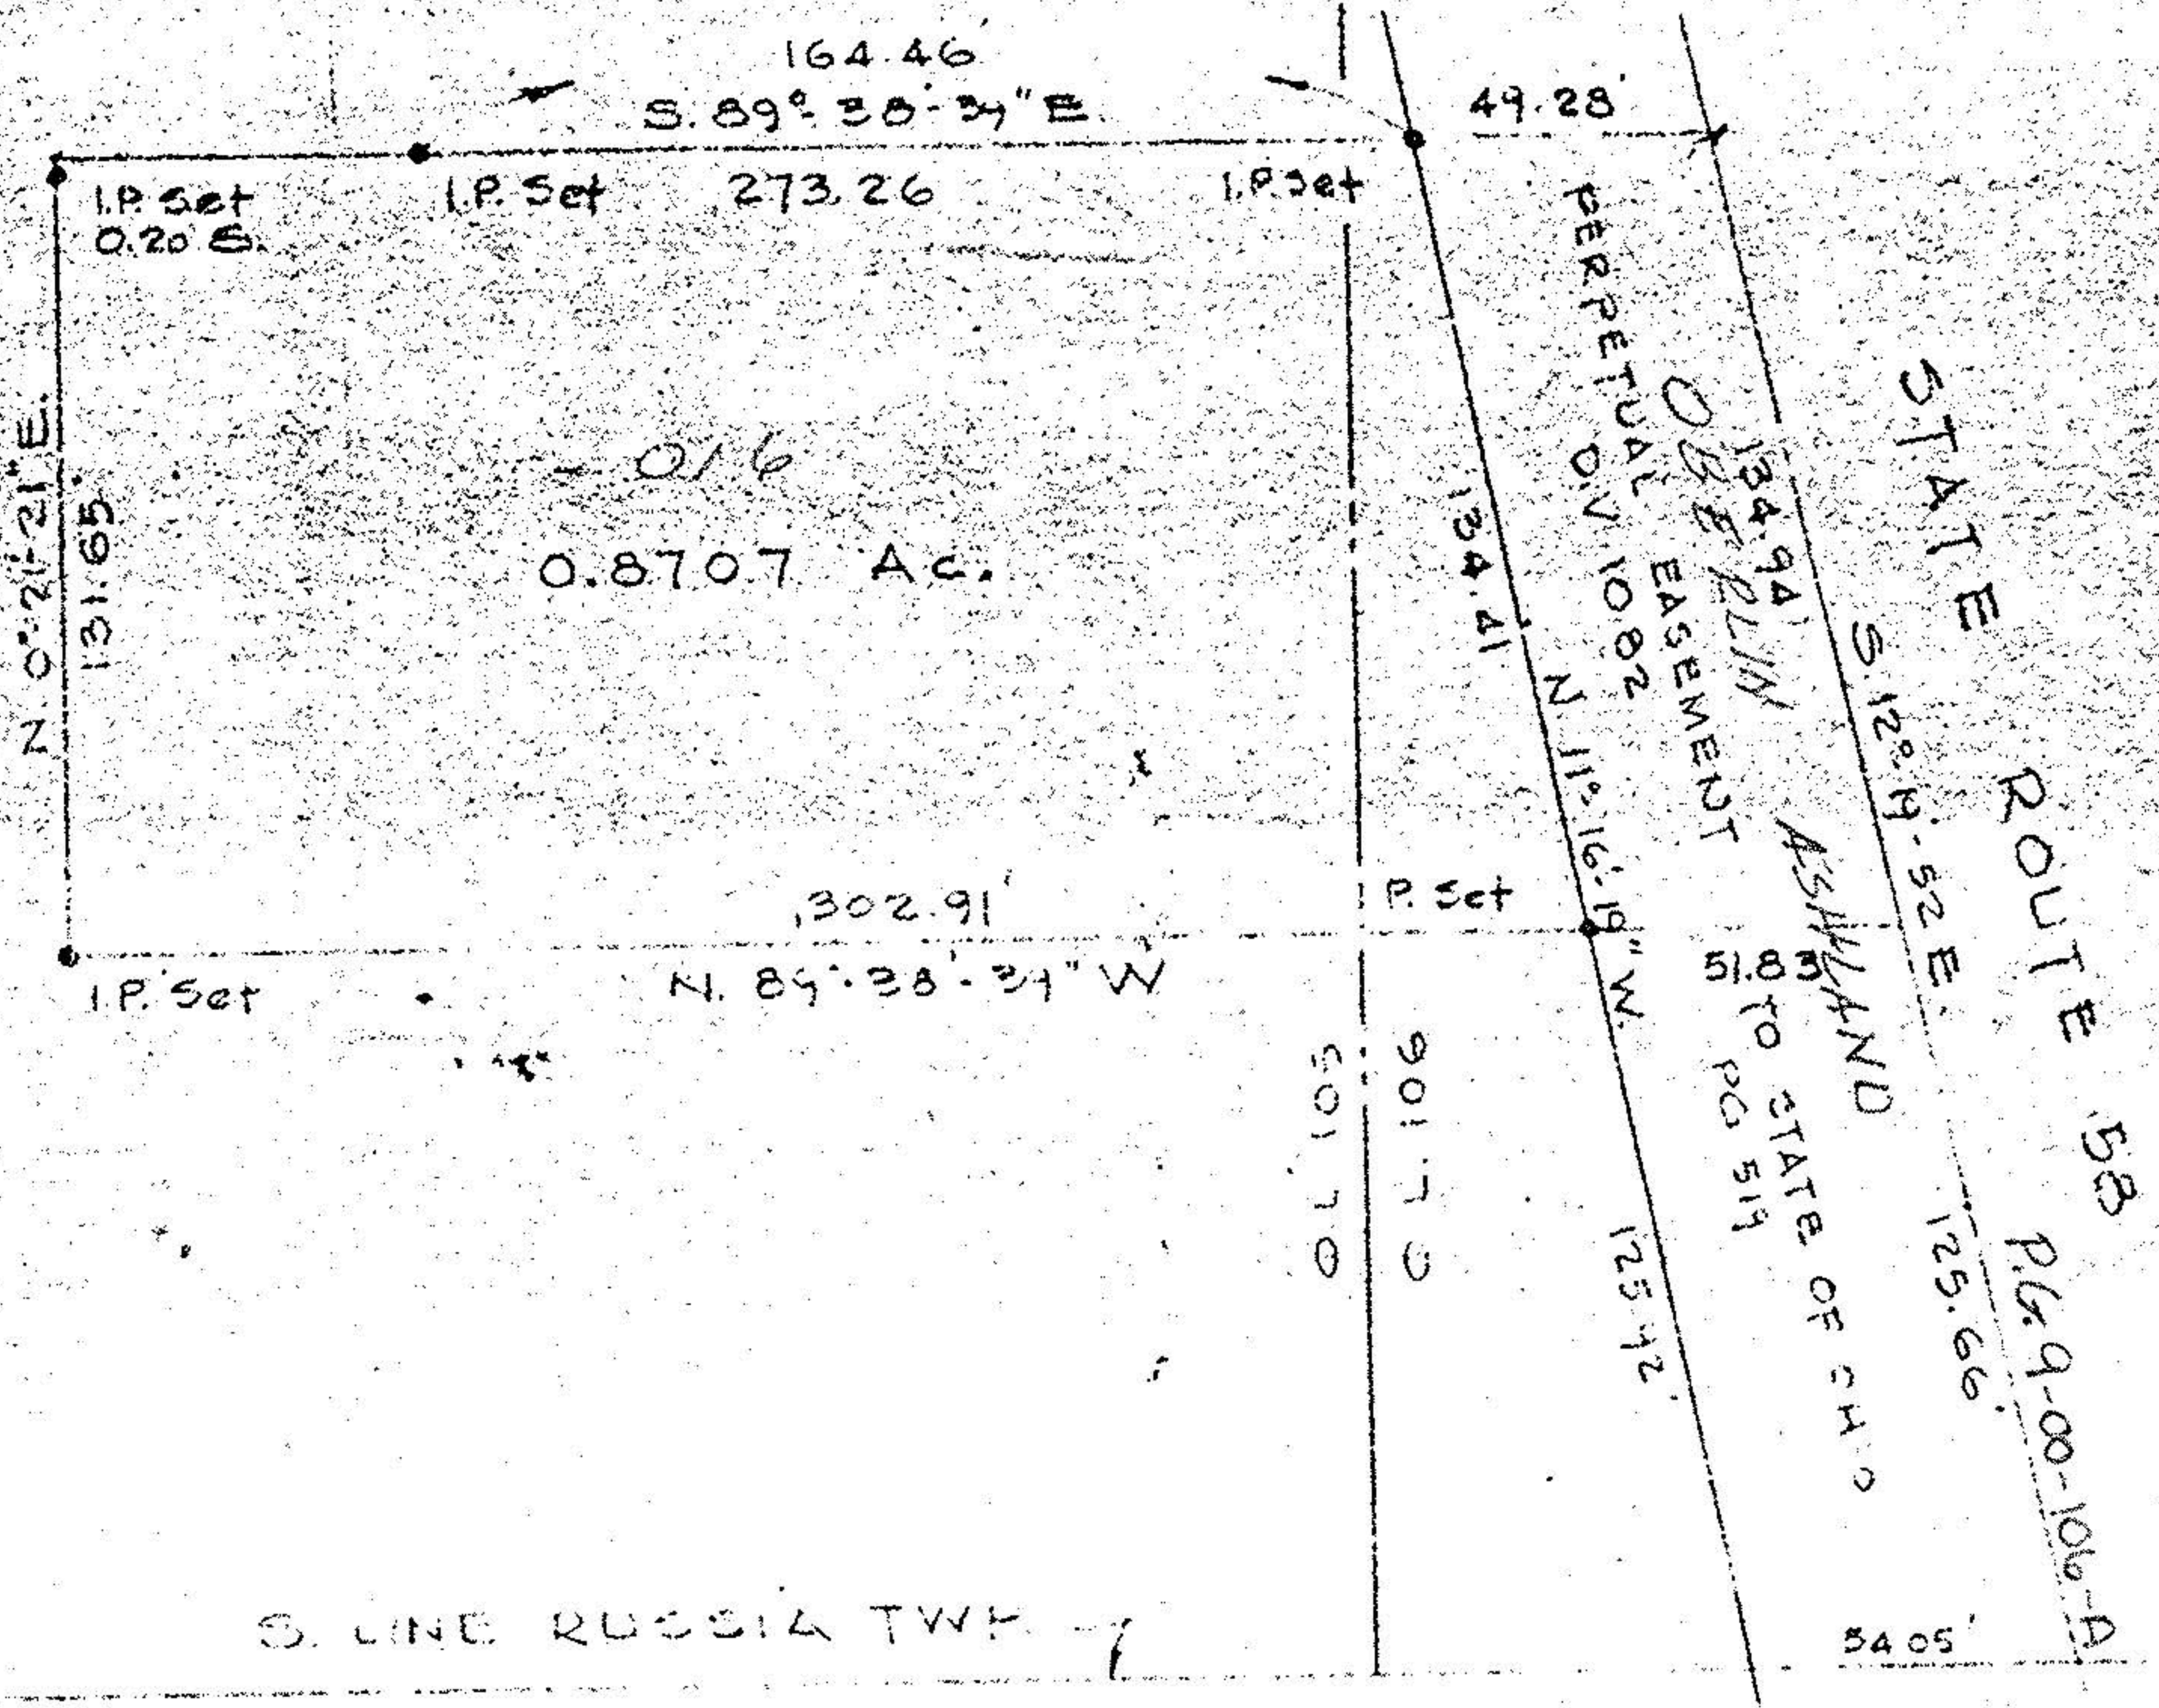 164.46
S. 89°-38'-34" E.
49.28'
I.P. Set
0.20 S.
I.P. Set
273.26
I.P. Set
N. 0°-21'-21" E.
131.65'
-016
0.8707 Ac.
134.41
N. 11°-16'-19" W.
PERPETUAL EASEMENT TO STATE OF OHIO
D.V. 1082 PG 519
OBERLIN ASHLAND
134.94
S. 12°-19'-52 E.
STATE ROUTE 58
P.G. 9-00-106-A
302.91'
I.P. Set
I.P. Set
N. 89°-38'-39" W
51.83
O.L. 105
O.L. 106
125.42'
125.66'
S. LINE RUSSIA TWP.
54.05'